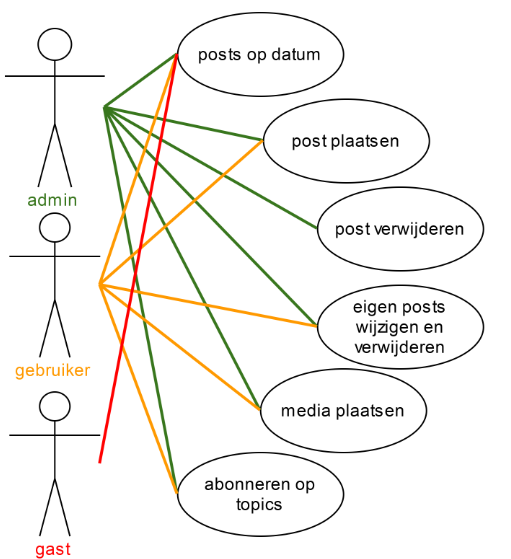 posts op datum
post plaatsen
admin
post verwijderen
eigen posts
wijzigen en
verwijderen
gebruiker
media plaatsen
abonneren op
topics
gast